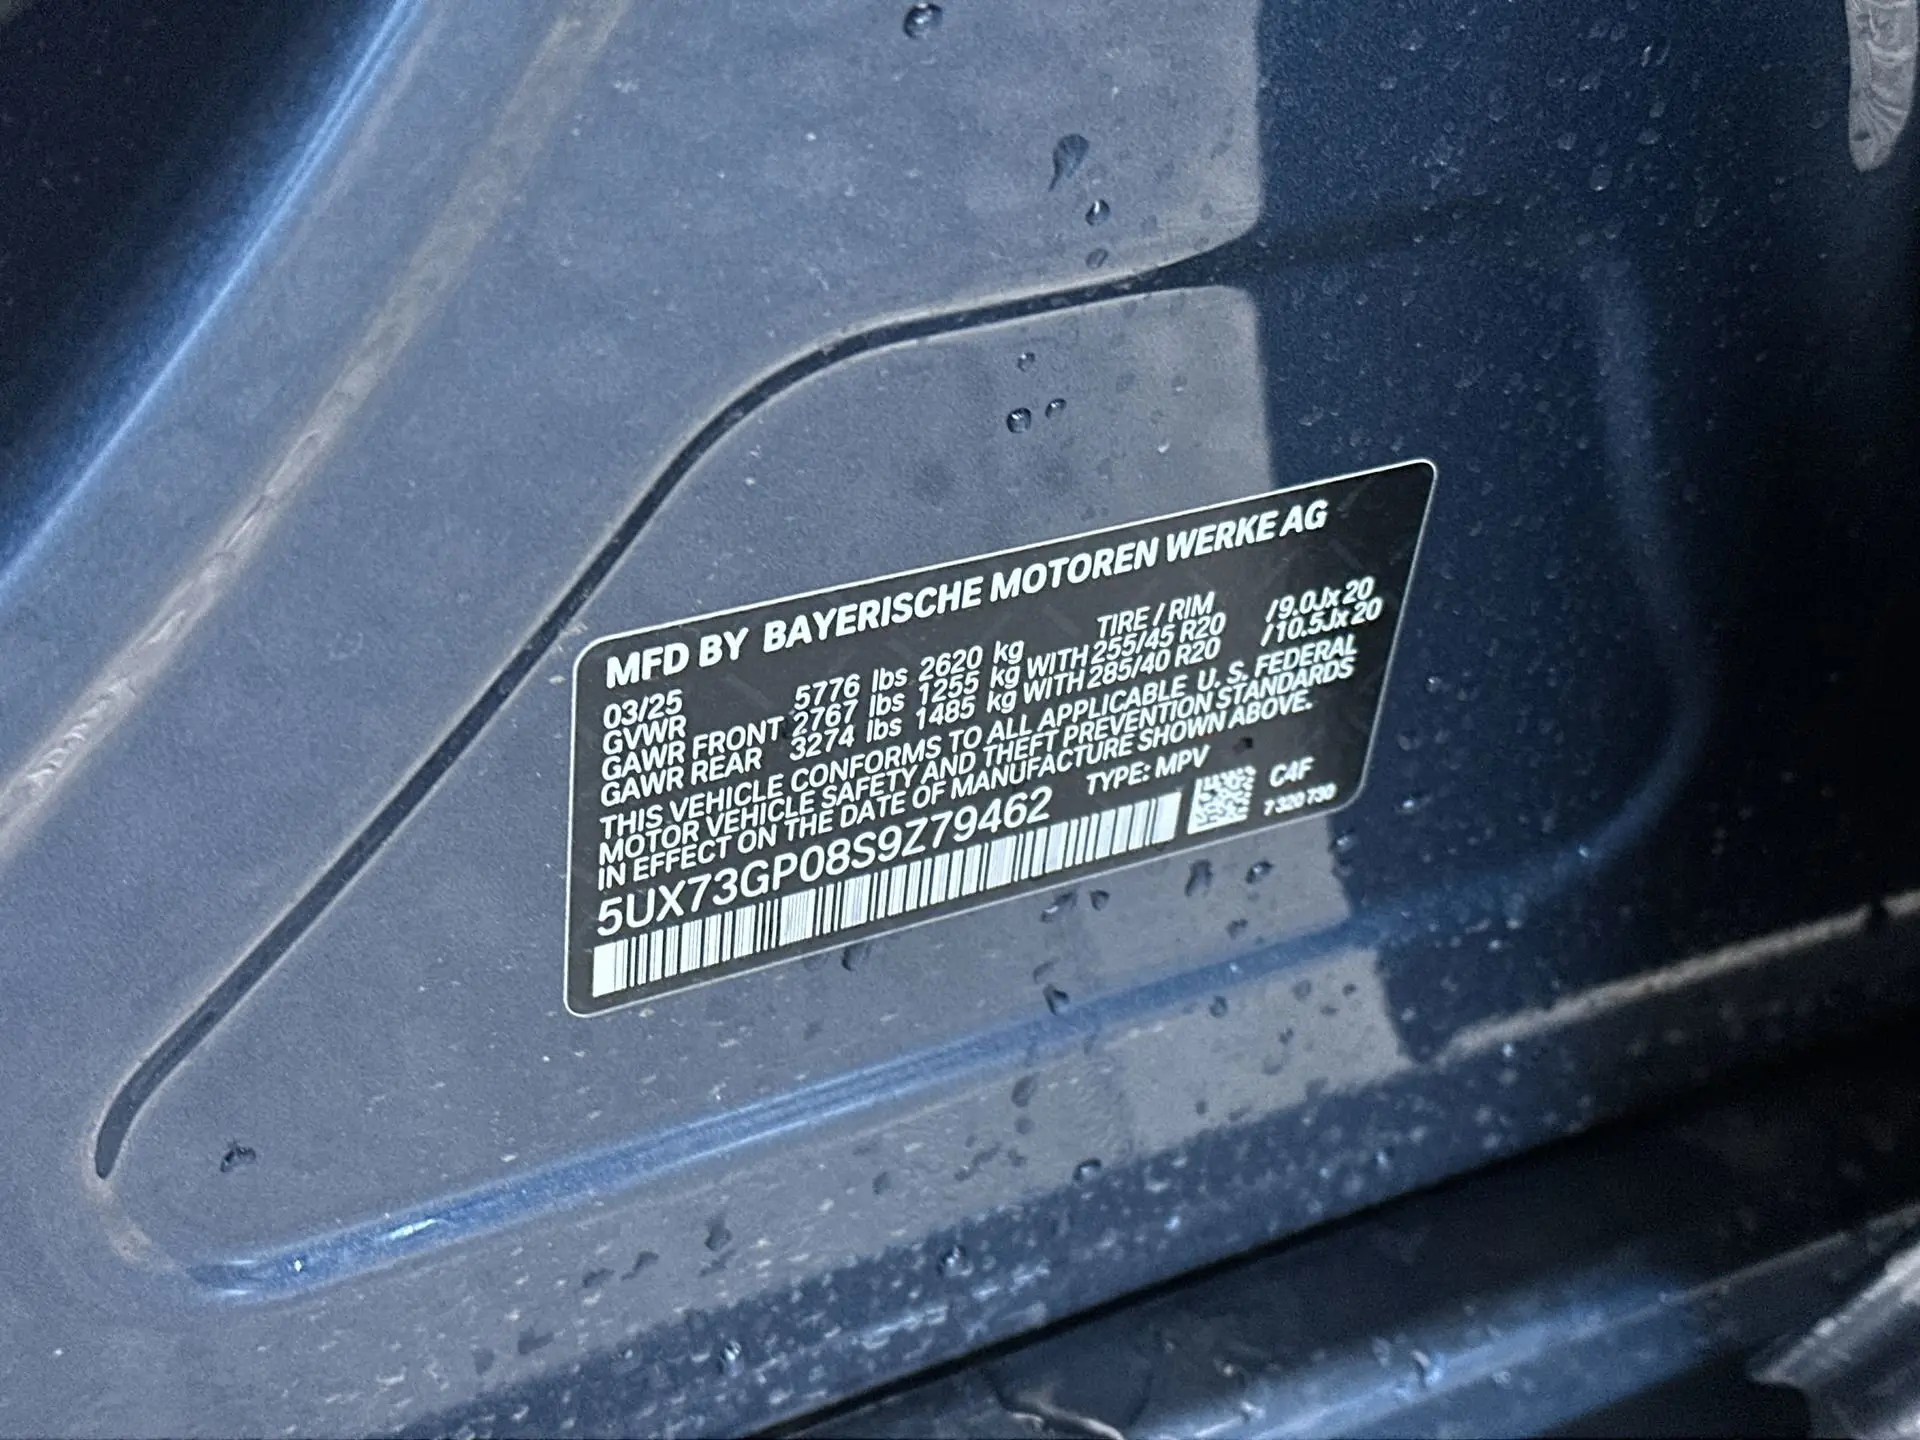 MFD BY BAYERISCHE MOTOREN WERKE AG
03/25 TIRE / RIM
GVWR 5776 lbs 2620 kg
GAWR FRONT 2767 lbs 1255 kg WITH 255/45 R20 /9.0Jx20
GAWR REAR 3274 lbs 1485 kg WITH 285/40 R20 /10.5Jx20
THIS VEHICLE CONFORMS TO ALL APPLICABLE U. S. FEDERAL
MOTOR VEHICLE SAFETY AND THEFT PREVENTION STANDARDS
IN EFFECT ON THE DATE OF MANUFACTURE SHOWN ABOVE.
5UX73GP08S9Z79462 TYPE: MPV
C4F
7 320 730